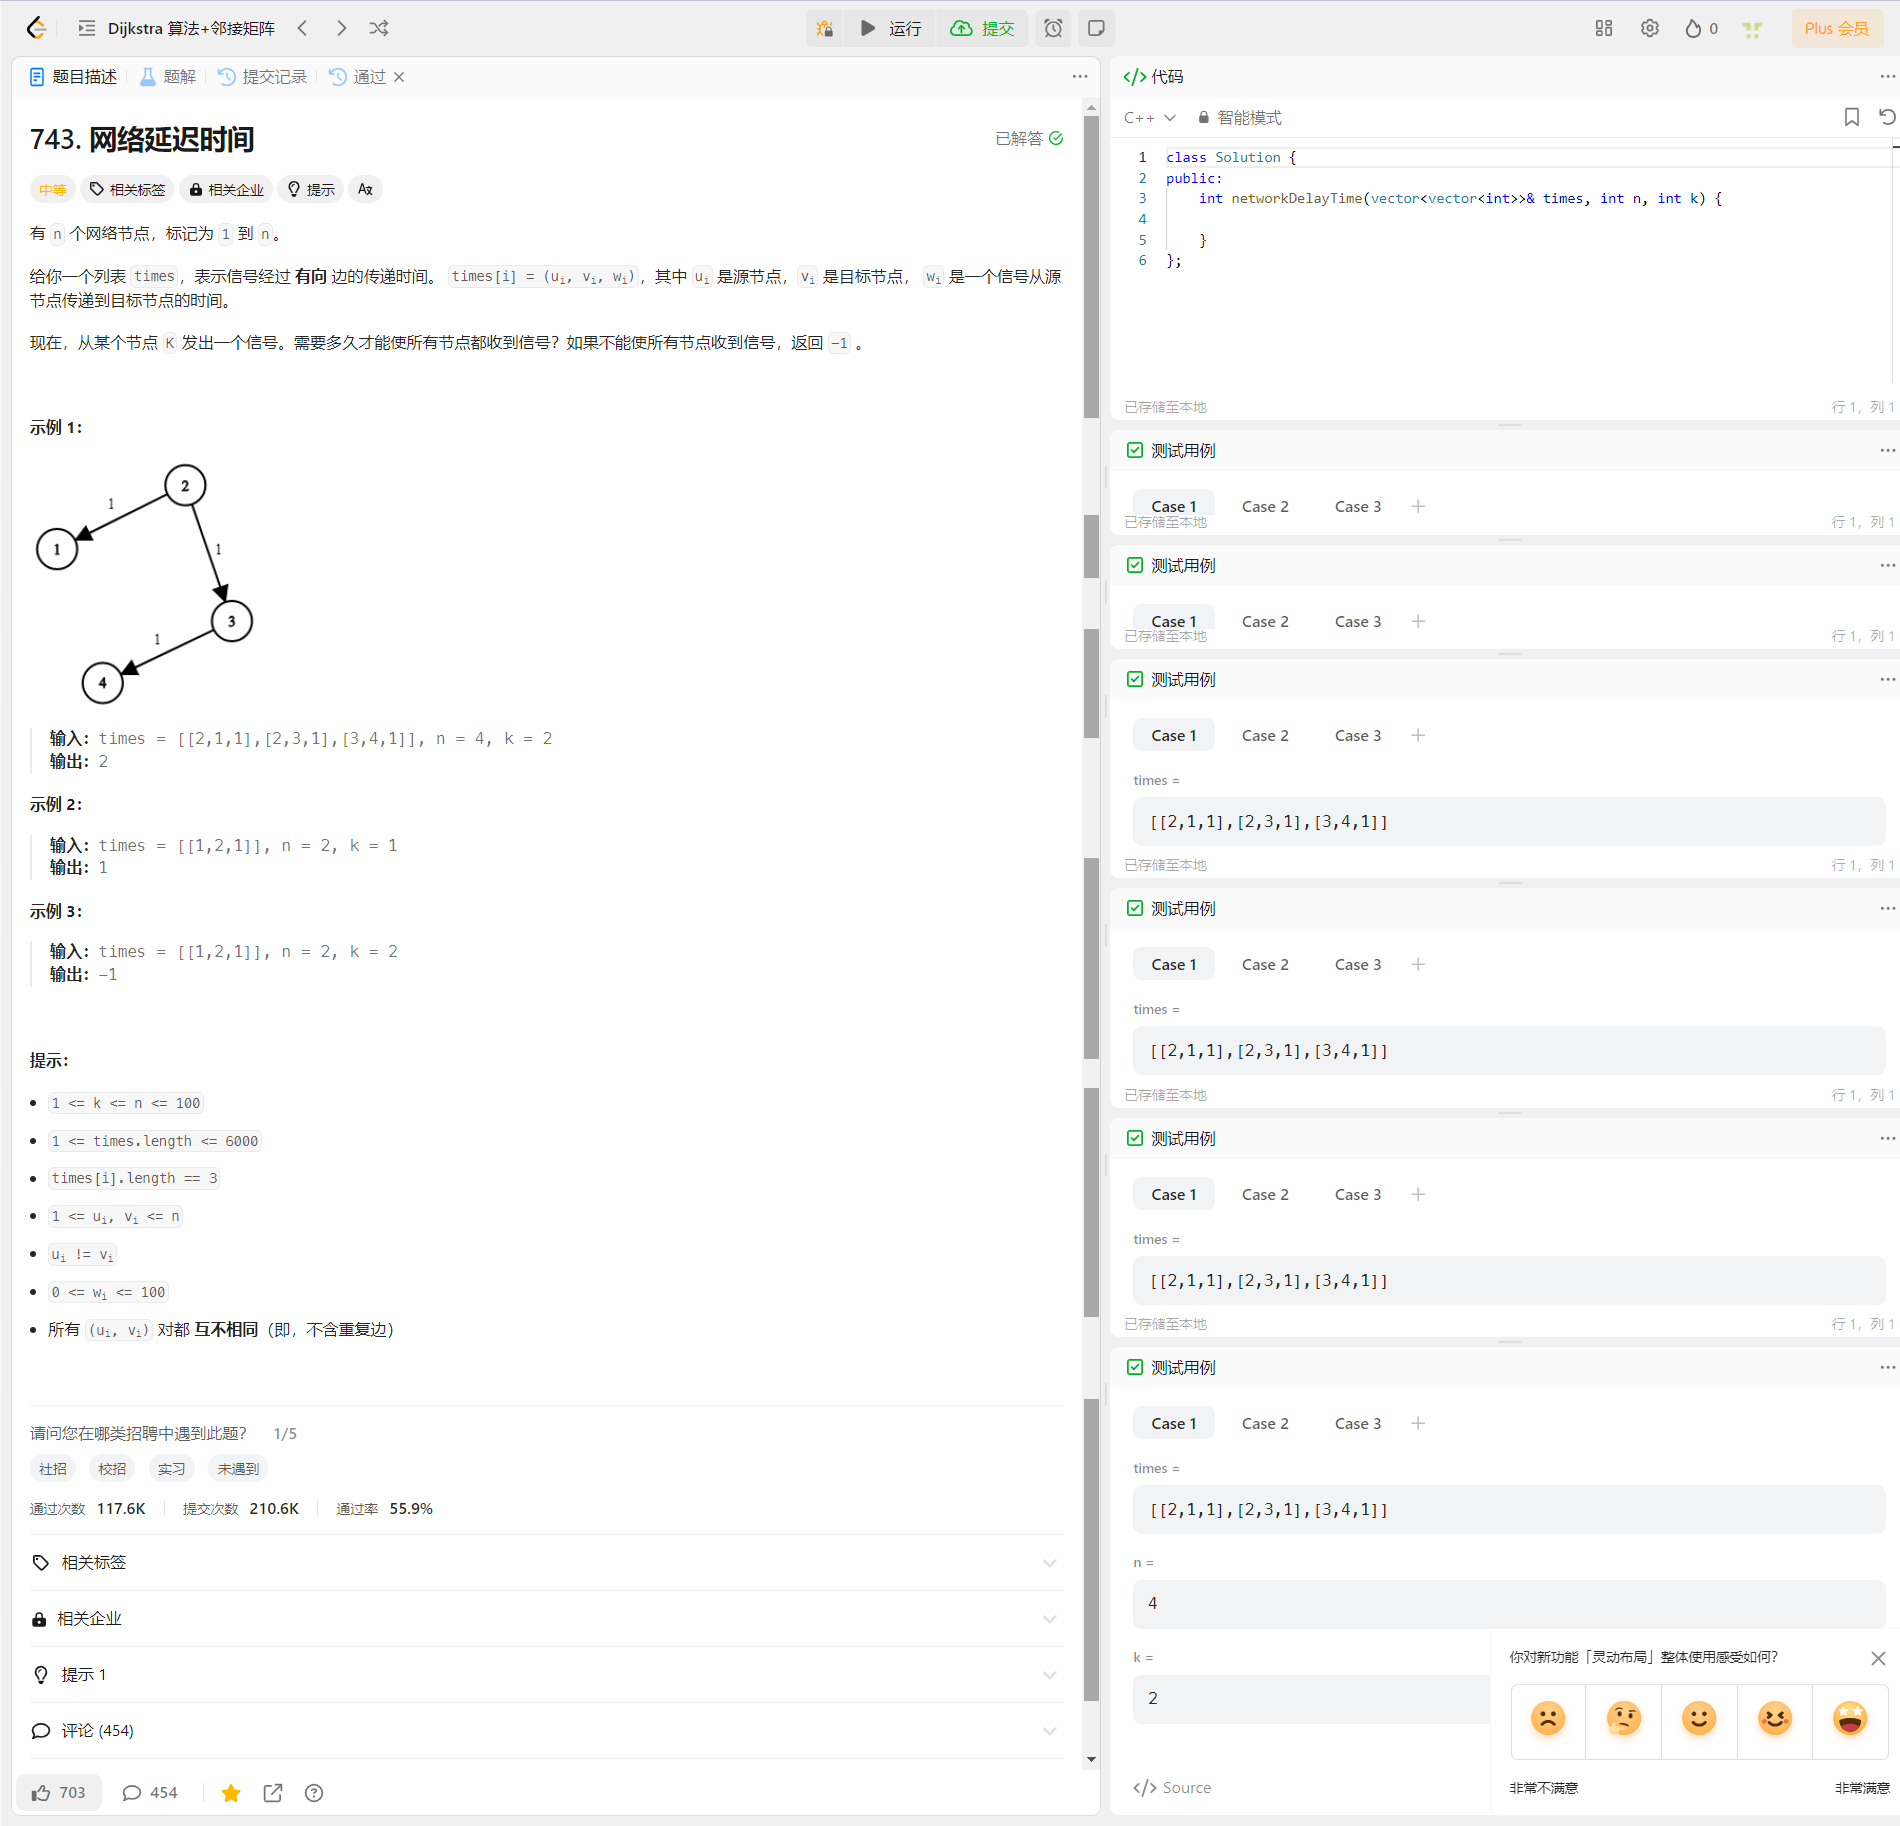 Dijkstra 算法+邻接矩阵
运行
提交
0
Plus 会员
题目描述
题解
提交记录
通过
743. 网络延迟时间
已解答
中等
相关标签
相关企业
提示
有 n 个网络节点，标记为 1 到 n。
给你一个列表 times，表示信号经过 有向 边的传递时间。 times[i] = (ui, vi, wi)，其中 ui 是源节点，vi 是目标节点， wi 是一个信号从源
节点传递到目标节点的时间。
现在，从某个节点 K 发出一个信号。需要多久才能使所有节点都收到信号？如果不能使所有节点收到信号，返回 -1 。
示例 1：
2
1
1
1
3
1
4
输入：times = [[2,1,1],[2,3,1],[3,4,1]], n = 4, k = 2
输出：2
示例 2：
输入：times = [[1,2,1]], n = 2, k = 1
输出：1
示例 3：
输入：times = [[1,2,1]], n = 2, k = 2
输出：-1
提示：
1 <= k <= n <= 100
1 <= times.length <= 6000
times[i].length == 3
1 <= ui, vi <= n
ui != vi
0 <= wi <= 100
所有 (ui, vi) 对都 互不相同（即，不含重复边）
请问您在哪类招聘中遇到此题？ 1/5
社招 校招 实习 未遇到
通过次数 117.6K 提交次数 210.6K 通过率 55.9%
相关标签
相关企业
提示 1
评论 (454)
703
454
代码
C++
智能模式
1 class Solution {
2 public:
3 int networkDelayTime(vector<vector<int>>& times, int n, int k) {
4
5 }
6 };
已存储至本地
行 1，列 1
测试用例
Case 1 Case 2 Case 3
已存储至本地
行 1，列 1
测试用例
Case 1 Case 2 Case 3
已存储至本地
行 1，列 1
测试用例
Case 1 Case 2 Case 3
times =
[[2,1,1],[2,3,1],[3,4,1]]
已存储至本地
行 1，列 1
测试用例
Case 1 Case 2 Case 3
times =
[[2,1,1],[2,3,1],[3,4,1]]
已存储至本地
行 1，列 1
测试用例
Case 1 Case 2 Case 3
times =
[[2,1,1],[2,3,1],[3,4,1]]
已存储至本地
行 1，列 1
测试用例
Case 1 Case 2 Case 3
times =
[[2,1,1],[2,3,1],[3,4,1]]
n =
4
k =
2
Source
你对新功能「灵动布局」整体使用感受如何？
非常不满意
非常满意